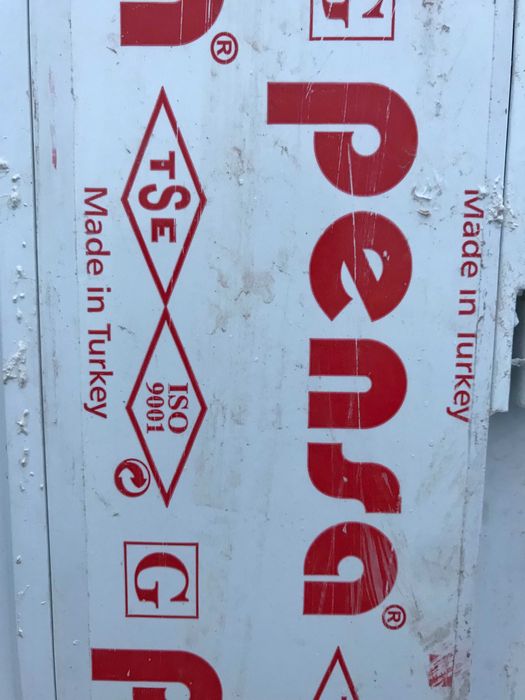 G
n®
Pensa®
TSE
ISO
9001
Made in Turkey
Made in Turkey
G